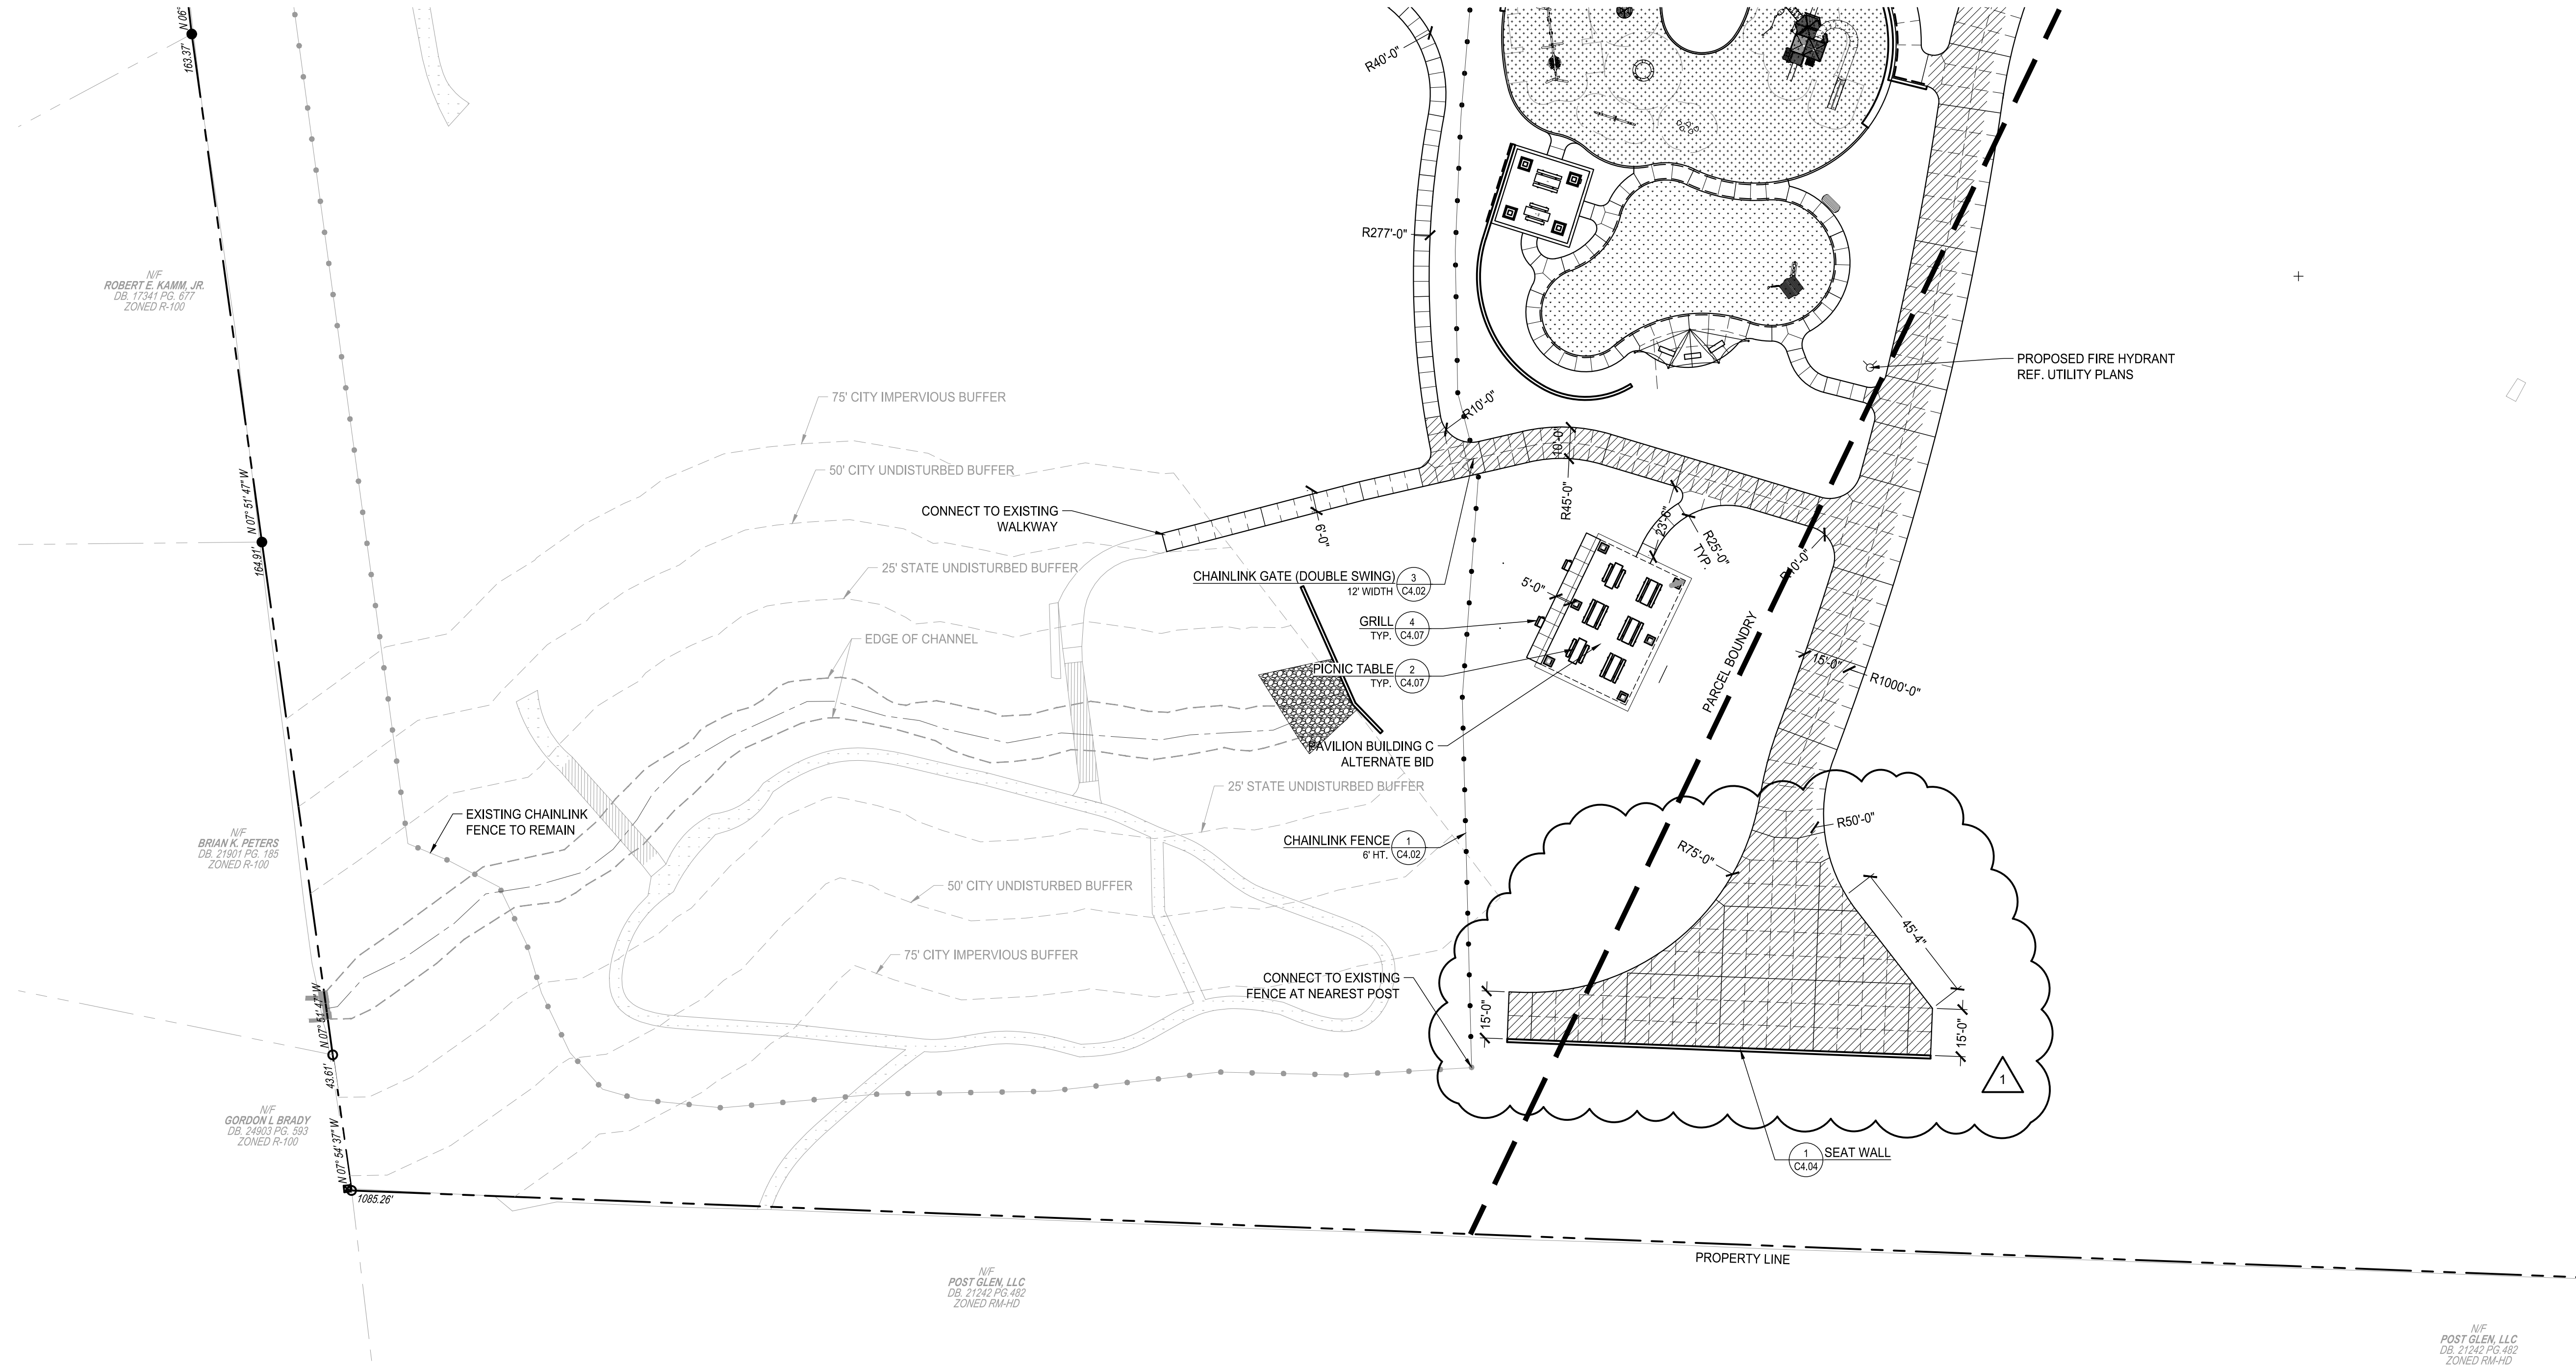 N 06°
163.37'
R40'-0"
N/F
ROBERT E. KAMM, JR.
DB. 17341 PG. 677
ZONED R-100
R277'-0"
PROPOSED FIRE HYDRANT
REF. UTILITY PLANS
75' CITY IMPERVIOUS BUFFER
R10'-0"
50' CITY UNDISTURBED BUFFER
10'-0"
N 07° 51' 47" W
164.91'
CONNECT TO EXISTING
WALKWAY
6'-0"
R45'-0"
23'-6"
R25'-0"
TYP.
R10'-0"
25' STATE UNDISTURBED BUFFER
CHAINLINK GATE (DOUBLE SWING)
12' WIDTH
3
C4.02
5'-0"
GRILL
TYP.
4
C4.07
EDGE OF CHANNEL
PICNIC TABLE
TYP.
2
C4.07
PARCEL BOUNDRY
15'-0"
R1000'-0"
PAVILION BUILDING C
ALTERNATE BID
25' STATE UNDISTURBED BUFFER
EXISTING CHAINLINK
FENCE TO REMAIN
N/F
BRIAN K. PETERS
DB. 21901 PG. 185
ZONED R-100
CHAINLINK FENCE
6' HT.
1
C4.02
R50'-0"
R75'-0"
50' CITY UNDISTURBED BUFFER
45'-4"
75' CITY IMPERVIOUS BUFFER
CONNECT TO EXISTING
FENCE AT NEAREST POST
15'-0"
15'-0"
N 07° 51' 47" W
43.61'
1
N/F
GORDON L BRADY
DB. 24903 PG. 593
ZONED R-100
N 07° 54' 37" W
1
C4.04
SEAT WALL
1085.26'
PROPERTY LINE
N/F
POST GLEN, LLC
DB. 21242 PG.482
ZONED RM-HD
N/F
POST GLEN, LLC
DB. 21242 PG.482
ZONED RM-HD